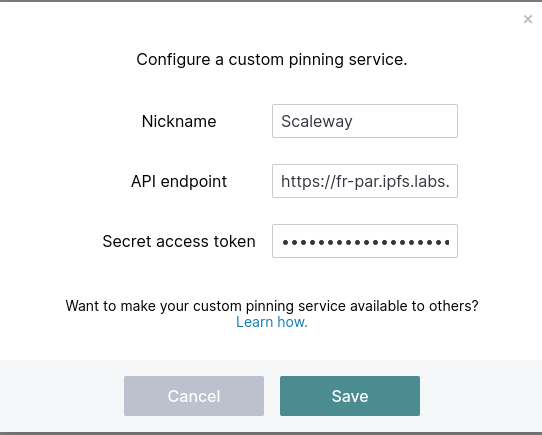 Configure a custom pinning service.
Nickname
Scaleway
API endpoint
https://fr-par.ipfs.labs.
Secret access token
••••••••••••••••••
Want to make your custom pinning service available to others?
Learn how.
Cancel
Save